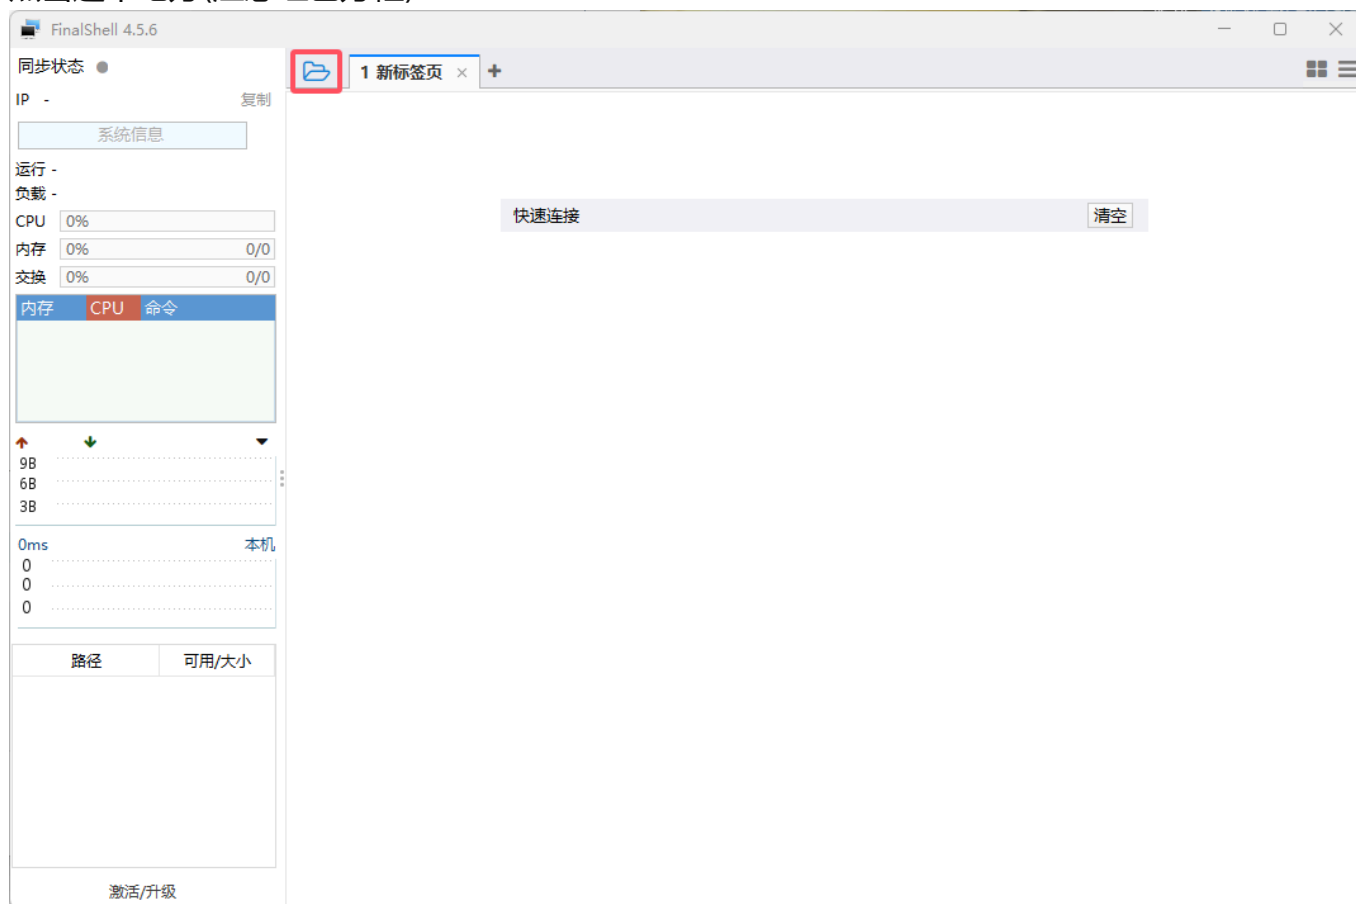 FinalShell 4.5.6
同步状态
1 新标签页
IP -
复制
系统信息
运行 -
负载 -
快速连接
清空
CPU 0%
内存 0% 0/0
交换 0% 0/0
内存 CPU 命令
9B
6B
3B
0ms 本机
0
0
0
路径 可用/大小
激活/升级